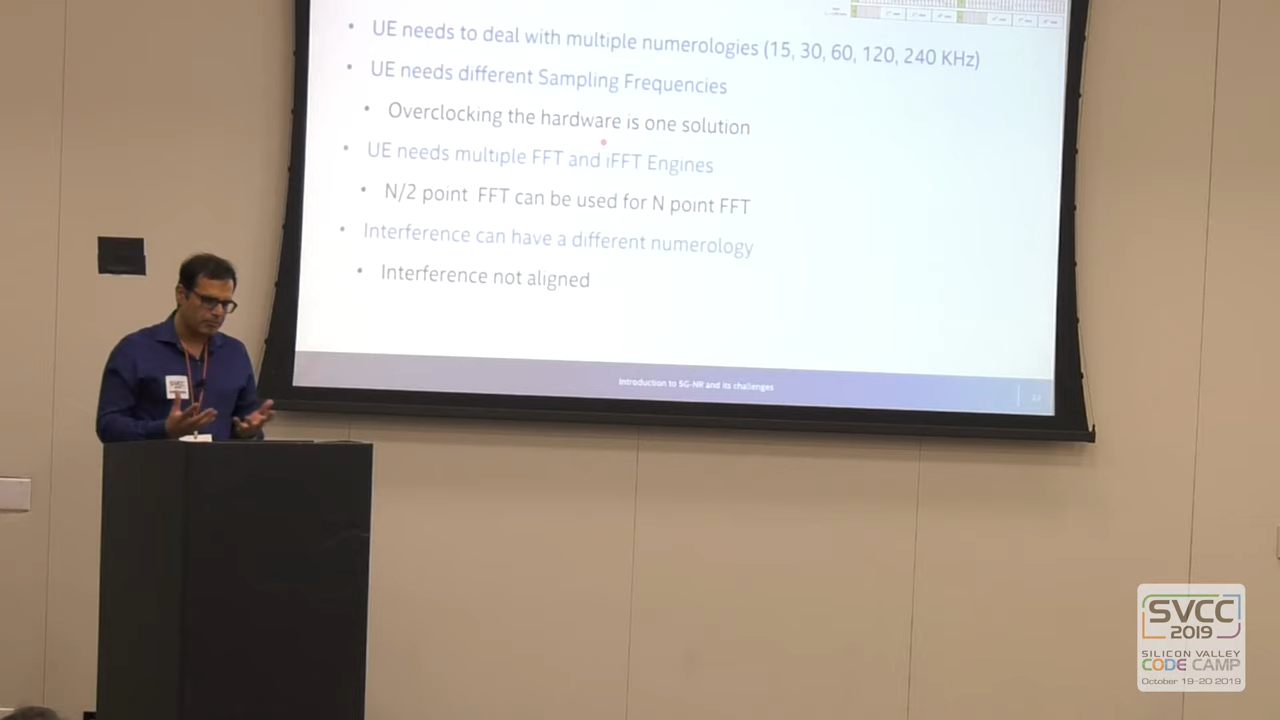 • UE needs to deal with multiple numerologies (15, 30, 60, 120, 240 KHz)
• UE needs different Sampling Frequencies
• Overclocking the hardware is one solution
• UE needs multiple FFT and iFFT Engines
• N/2 point FFT can be used for N point FFT
• Interference can have a different numerology
• Interference not aligned
Introduction to 5G-NR and its challenges
SVCC
SVCC
2019
SILICON VALLEY
CODE CAMP
October 19-20 2019